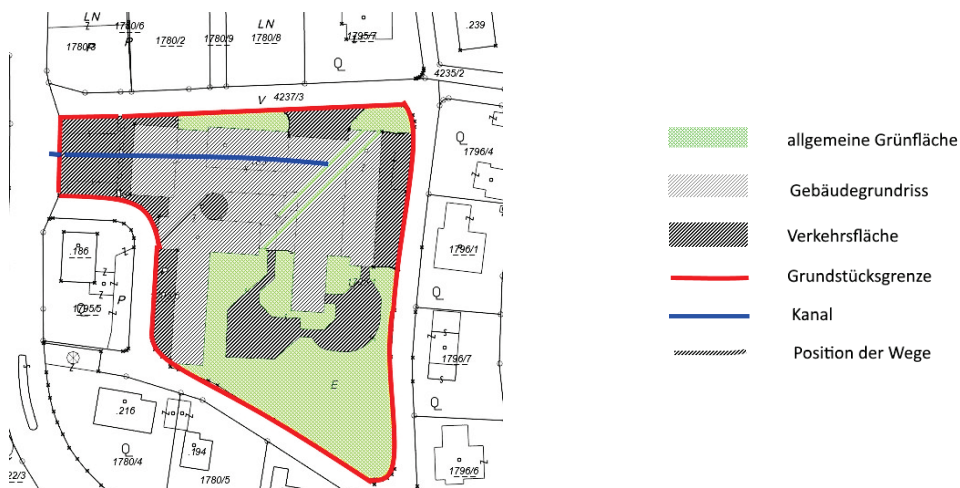 LN
LN
1780/6
.239
1780/3
P
P
1780/2
1780/9
1780/8
1795/7
Q
4235/2
V
4237/3
Q
1796/4
allgemeine Grünfläche
Gebäudegrundriss
Verkehrsfläche
Grundstücksgrenze
Kanal
Position der Wege
.186
1796/1
P
Q
1795/5
Q
1796/7
E
.216
Q
.194
Q
1780/4
1780/5
1796/6
22/3